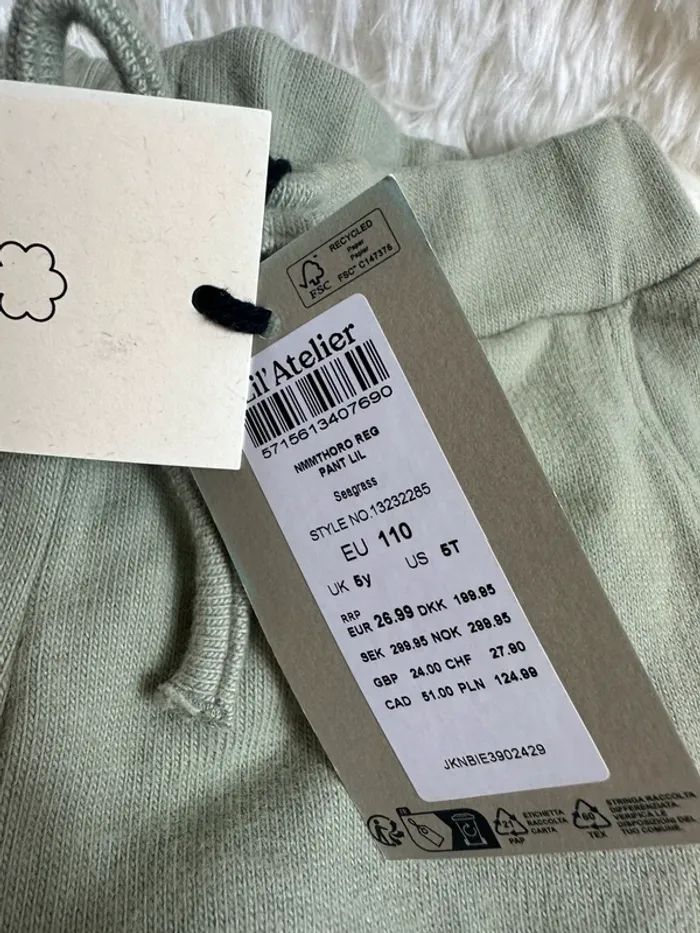 RECYCLED
Paper
Papier
FSC
FSC® C147376
Lil' Atelier
5715613407690
NMMTHORO REG
PANT LIL
Seagrass
STYLE NO.13232285
EU 110
UK 5y US 5T
RRP
EUR 26.99 DKK 199.95
SEK 299.95 NOK 299.95
GBP 24.00 CHF 27.90
CAD 51.00 PLN 124.99
JKNBIE3902429
FR
21
PAP
ETICHETTA
RACCOLTA
CARTA
60
TEX
STRINGA RACCOLTA
DIFFERENZIATA.
VERIFICA LE
DISPOSIZIONI DEL
TUO COMUNE.